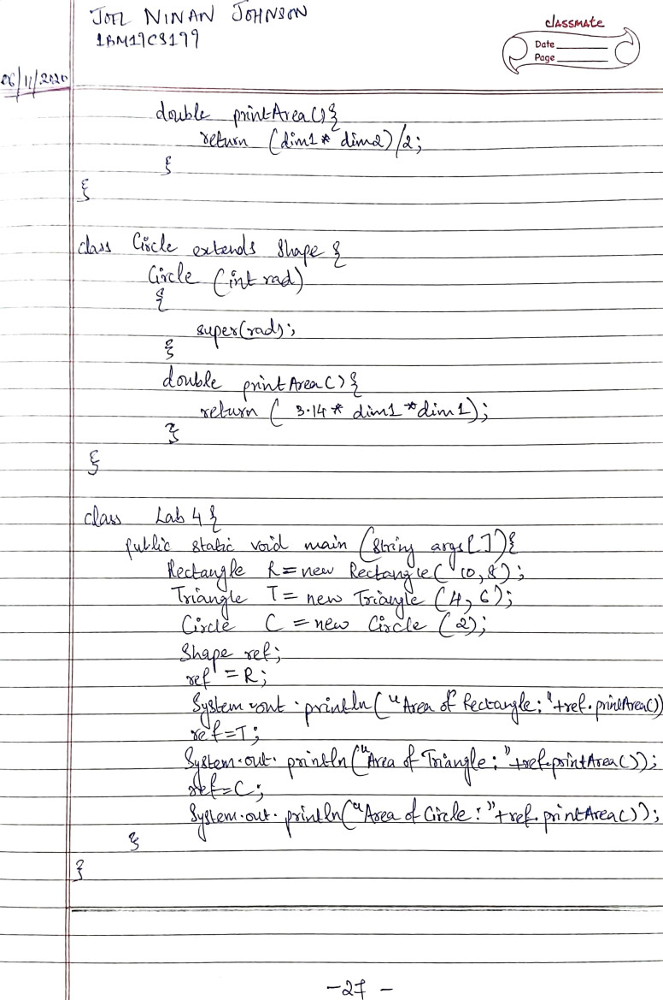 JOEL NINAN JOHNSON
1BM19CS199
classmate
Date
Page
06/11/2020
double printArea(){
return (dim1* dim2)/2;
}
}
class Circle extends Shape {
Circle (int rad)
{
super(rad);
}
double printArea(){
return ( 3.14 * dim1 *dim1);
}
}
class Lab 4 {
public static void main (String args[]){
Rectangle R = new Rectangle( 10,8);
Triangle T = new Triangle (4,6);
Circle C = new Circle (2);
Shape ref;
ref = R;
System.out.println("Area of Rectangle:"+ref.printArea())
ref=T;
System.out.println("Area of Triangle:"+ref.printArea());
ref=C;
System.out.println("Area of Circle:"+ref.printArea());
}
}
-27-